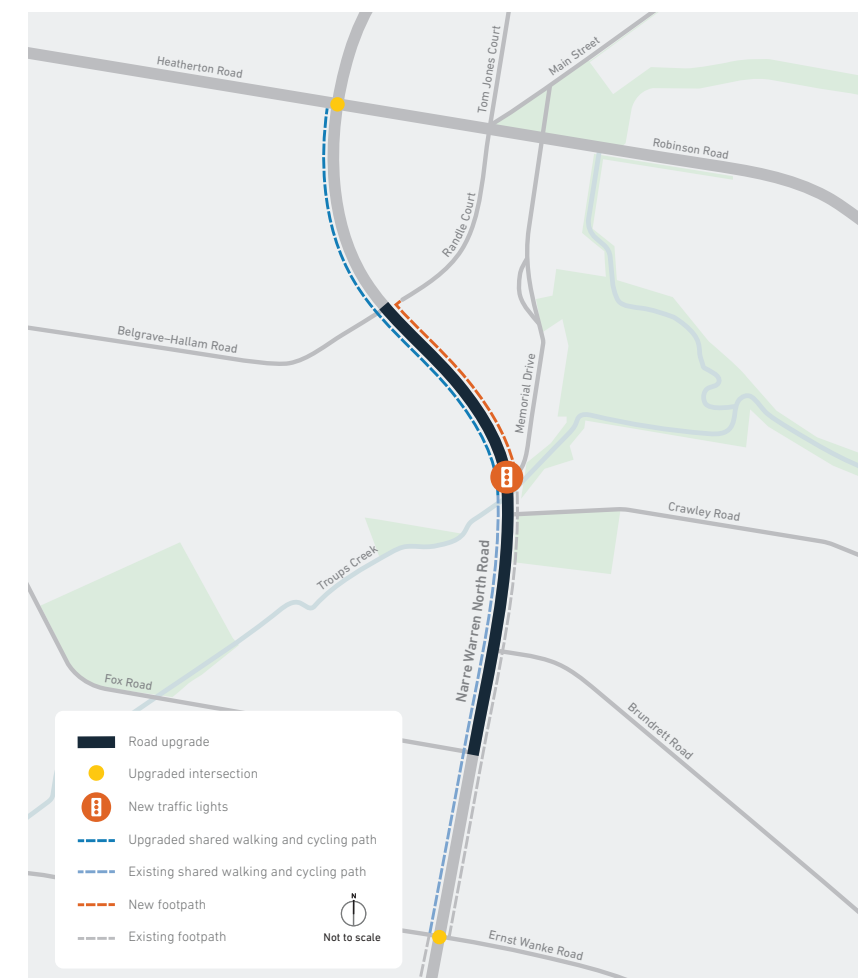 Heatherton Road
Tom Jones Court
Main Street
Robinson Road
Randle Court
Belgrave–Hallam Road
Memorial Drive
Crawley Road
Troups Creek
Narre Warren North Road
Fox Road
Brundrett Road
Ernst Wanke Road
Road upgrade
Upgraded intersection
New traffic lights
Upgraded shared walking and cycling path
Existing shared walking and cycling path
New footpath
Existing footpath
N
Not to scale